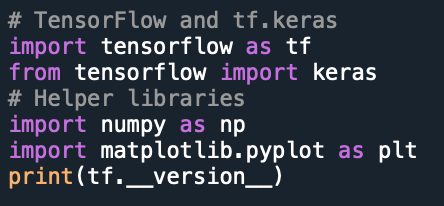 # TensorFlow and tf.keras
import tensorflow as tf
from tensorflow import keras
# Helper libraries
import numpy as np
import matplotlib.pyplot as plt
print(tf.__version__)